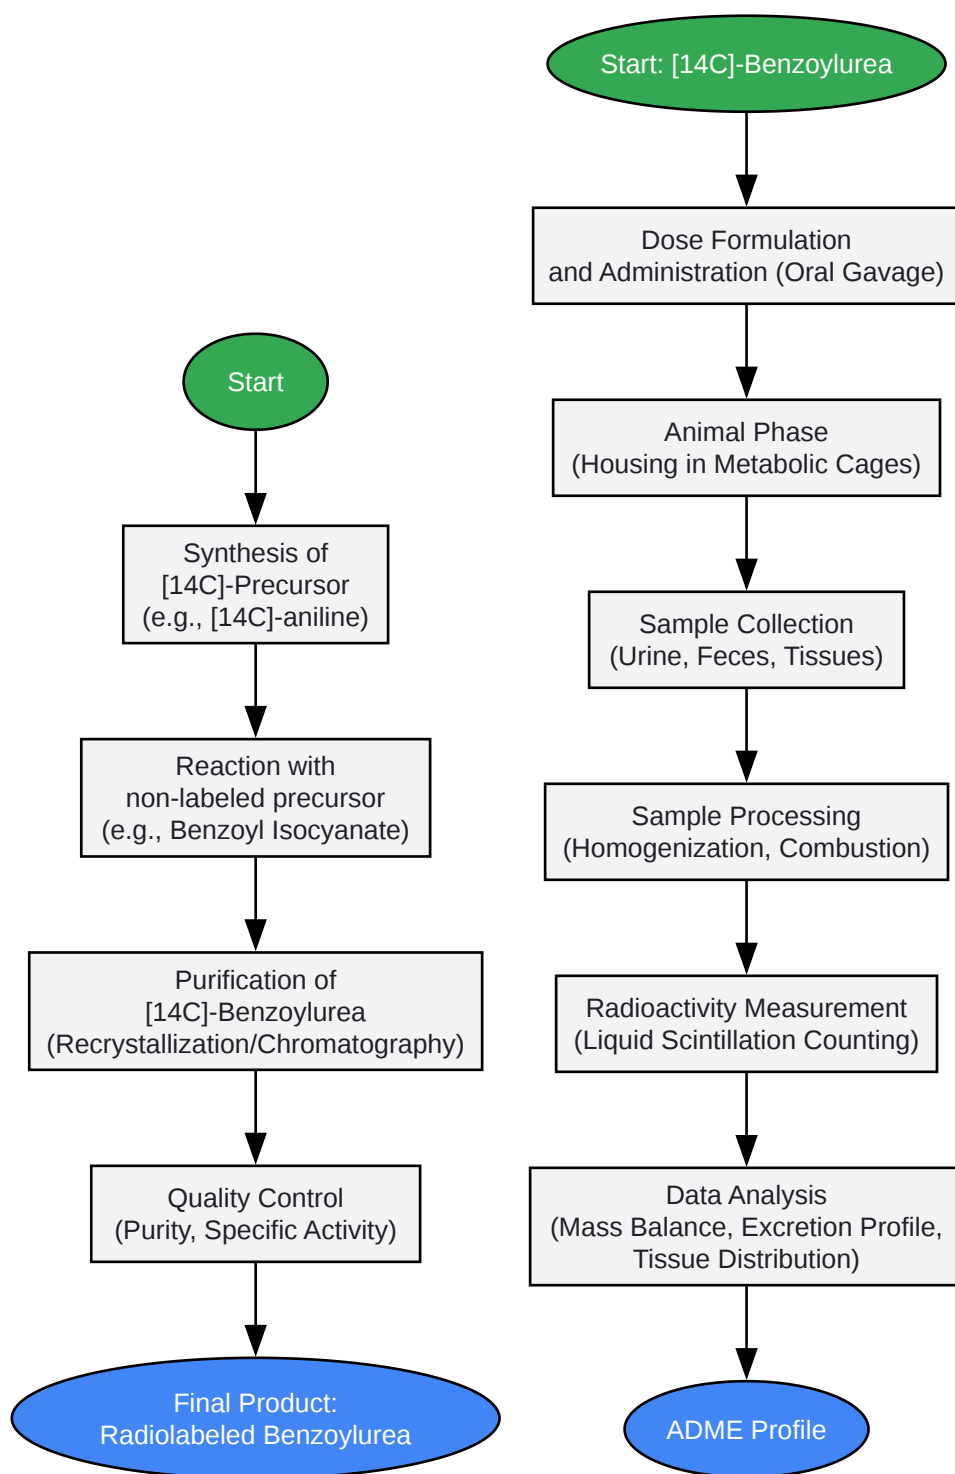 Start
Synthesis of
[14C]-Precursor
(e.g., [14C]-aniline)
Reaction with
non-labeled precursor
(e.g., Benzoyl Isocyanate)
Purification of
[14C]-Benzoylurea
(Recrystallization/Chromatography)
Quality Control
(Purity, Specific Activity)
Final Product:
Radiolabeled Benzoylurea
Start: [14C]-Benzoylurea
Dose Formulation
and Administration (Oral Gavage)
Animal Phase
(Housing in Metabolic Cages)
Sample Collection
(Urine, Feces, Tissues)
Sample Processing
(Homogenization, Combustion)
Radioactivity Measurement
(Liquid Scintillation Counting)
Data Analysis
(Mass Balance, Excretion Profile,
Tissue Distribution)
ADME Profile